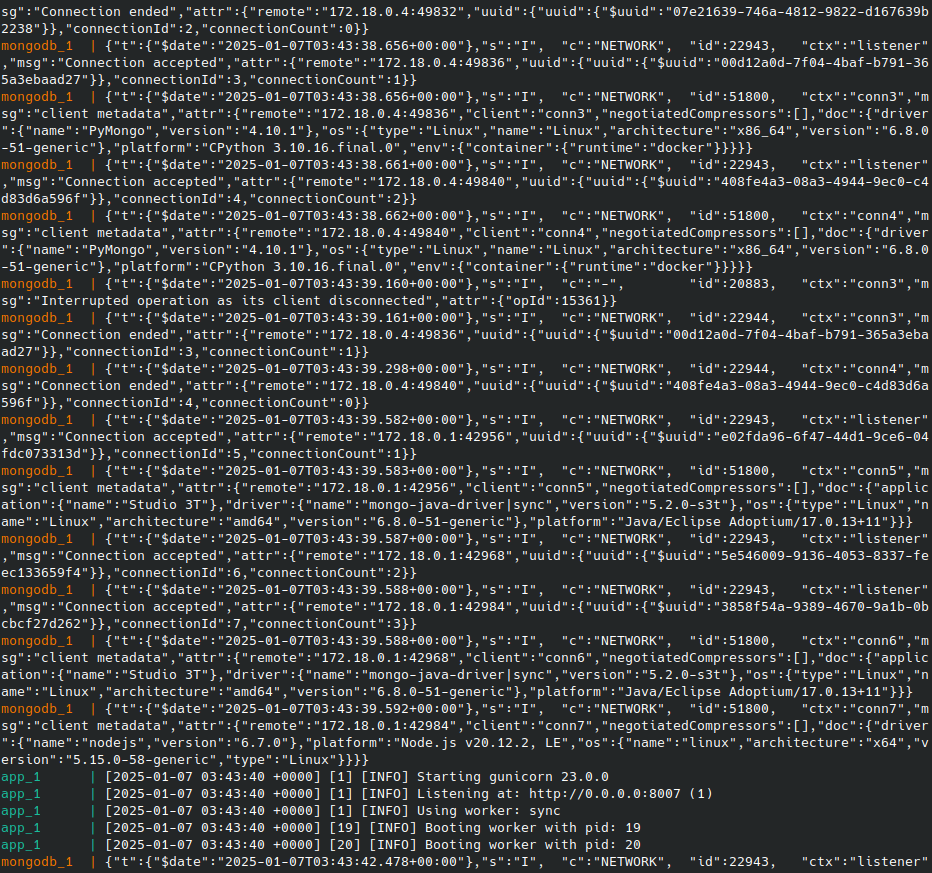 sg":"Connection ended","attr":{"remote":"172.18.0.4:49832","uuid":{"uuid":{"$uuid":"07e21639-746a-4812-9822-d167639b
2238"}},"connectionId":2,"connectionCount":0}}
mongodb_1  | {"t":{"$date":"2025-01-07T03:43:38.656+00:00"},"s":"I",  "c":"NETWORK",  "id":22943,   "ctx":"listener"
,"msg":"Connection accepted","attr":{"remote":"172.18.0.4:49836","uuid":{"uuid":{"$uuid":"00d12a0d-7f04-4baf-b791-36
5a3ebaad27"}},"connectionId":3,"connectionCount":1}}
mongodb_1  | {"t":{"$date":"2025-01-07T03:43:38.656+00:00"},"s":"I",  "c":"NETWORK",  "id":51800,   "ctx":"conn3","m
sg":"client metadata","attr":{"remote":"172.18.0.4:49836","client":"conn3","negotiatedCompressors":[],"doc":{"driver
":{"name":"PyMongo","version":"4.10.1"},"os":{"type":"Linux","name":"Linux","architecture":"x86_64","version":"6.8.0
-51-generic"},"platform":"CPython 3.10.16.final.0","env":{"container":{"runtime":"docker"}}}}}
mongodb_1  | {"t":{"$date":"2025-01-07T03:43:38.661+00:00"},"s":"I",  "c":"NETWORK",  "id":22943,   "ctx":"listener"
,"msg":"Connection accepted","attr":{"remote":"172.18.0.4:49840","uuid":{"uuid":{"$uuid":"408fe4a3-08a3-4944-9ec0-c4
d83d6a596f"}},"connectionId":4,"connectionCount":2}}
mongodb_1  | {"t":{"$date":"2025-01-07T03:43:38.662+00:00"},"s":"I",  "c":"NETWORK",  "id":51800,   "ctx":"conn4","m
sg":"client metadata","attr":{"remote":"172.18.0.4:49840","client":"conn4","negotiatedCompressors":[],"doc":{"driver
":{"name":"PyMongo","version":"4.10.1"},"os":{"type":"Linux","name":"Linux","architecture":"x86_64","version":"6.8.0
-51-generic"},"platform":"CPython 3.10.16.final.0","env":{"container":{"runtime":"docker"}}}}}
mongodb_1  | {"t":{"$date":"2025-01-07T03:43:39.160+00:00"},"s":"I",  "c":"-",        "id":20883,   "ctx":"conn3","m
sg":"Interrupted operation as its client disconnected","attr":{"opId":15361}}
mongodb_1  | {"t":{"$date":"2025-01-07T03:43:39.161+00:00"},"s":"I",  "c":"NETWORK",  "id":22944,   "ctx":"conn3","m
sg":"Connection ended","attr":{"remote":"172.18.0.4:49836","uuid":{"uuid":{"$uuid":"00d12a0d-7f04-4baf-b791-365a3eba
ad27"}},"connectionId":3,"connectionCount":1}}
mongodb_1  | {"t":{"$date":"2025-01-07T03:43:39.298+00:00"},"s":"I",  "c":"NETWORK",  "id":22944,   "ctx":"conn4","m
sg":"Connection ended","attr":{"remote":"172.18.0.4:49840","uuid":{"uuid":{"$uuid":"408fe4a3-08a3-4944-9ec0-c4d83d6a
596f"}},"connectionId":4,"connectionCount":0}}
mongodb_1  | {"t":{"$date":"2025-01-07T03:43:39.582+00:00"},"s":"I",  "c":"NETWORK",  "id":22943,   "ctx":"listener"
,"msg":"Connection accepted","attr":{"remote":"172.18.0.1:42956","uuid":{"uuid":{"$uuid":"e02fda96-6f47-44d1-9ce6-04
fdc073313d"}},"connectionId":5,"connectionCount":1}}
mongodb_1  | {"t":{"$date":"2025-01-07T03:43:39.583+00:00"},"s":"I",  "c":"NETWORK",  "id":51800,   "ctx":"conn5","m
sg":"client metadata","attr":{"remote":"172.18.0.1:42956","client":"conn5","negotiatedCompressors":[],"doc":{"applic
ation":{"name":"Studio 3T"},"driver":{"name":"mongo-java-driver|sync","version":"5.2.0-s3t"},"os":{"type":"Linux","n
ame":"Linux","architecture":"amd64","version":"6.8.0-51-generic"},"platform":"Java/Eclipse Adoptium/17.0.13+11"}}}
mongodb_1  | {"t":{"$date":"2025-01-07T03:43:39.587+00:00"},"s":"I",  "c":"NETWORK",  "id":22943,   "ctx":"listener"
,"msg":"Connection accepted","attr":{"remote":"172.18.0.1:42968","uuid":{"uuid":{"$uuid":"5e546009-9136-4053-8337-fe
ec133659f4"}},"connectionId":6,"connectionCount":2}}
mongodb_1  | {"t":{"$date":"2025-01-07T03:43:39.588+00:00"},"s":"I",  "c":"NETWORK",  "id":22943,   "ctx":"listener"
,"msg":"Connection accepted","attr":{"remote":"172.18.0.1:42984","uuid":{"uuid":{"$uuid":"3858f54a-9389-4670-9a1b-0b
cbcf27d262"}},"connectionId":7,"connectionCount":3}}
mongodb_1  | {"t":{"$date":"2025-01-07T03:43:39.588+00:00"},"s":"I",  "c":"NETWORK",  "id":51800,   "ctx":"conn6","m
sg":"client metadata","attr":{"remote":"172.18.0.1:42968","client":"conn6","negotiatedCompressors":[],"doc":{"applic
ation":{"name":"Studio 3T"},"driver":{"name":"mongo-java-driver|sync","version":"5.2.0-s3t"},"os":{"type":"Linux","n
ame":"Linux","architecture":"amd64","version":"6.8.0-51-generic"},"platform":"Java/Eclipse Adoptium/17.0.13+11"}}}
mongodb_1  | {"t":{"$date":"2025-01-07T03:43:39.592+00:00"},"s":"I",  "c":"NETWORK",  "id":51800,   "ctx":"conn7","m
sg":"client metadata","attr":{"remote":"172.18.0.1:42984","client":"conn7","negotiatedCompressors":[],"doc":{"driver
":{"name":"nodejs","version":"6.7.0"},"platform":"Node.js v20.12.2, LE","os":{"name":"linux","architecture":"x64","v
ersion":"5.15.0-58-generic","type":"Linux"}}}}
app_1      | [2025-01-07 03:43:40 +0000] [1] [INFO] Starting gunicorn 23.0.0
app_1      | [2025-01-07 03:43:40 +0000] [1] [INFO] Listening at: http://0.0.0.0:8007 (1)
app_1      | [2025-01-07 03:43:40 +0000] [1] [INFO] Using worker: sync
app_1      | [2025-01-07 03:43:40 +0000] [19] [INFO] Booting worker with pid: 19
app_1      | [2025-01-07 03:43:40 +0000] [20] [INFO] Booting worker with pid: 20
mongodb_1  | {"t":{"$date":"2025-01-07T03:43:42.478+00:00"},"s":"I",  "c":"NETWORK",  "id":22943,   "ctx":"listener"